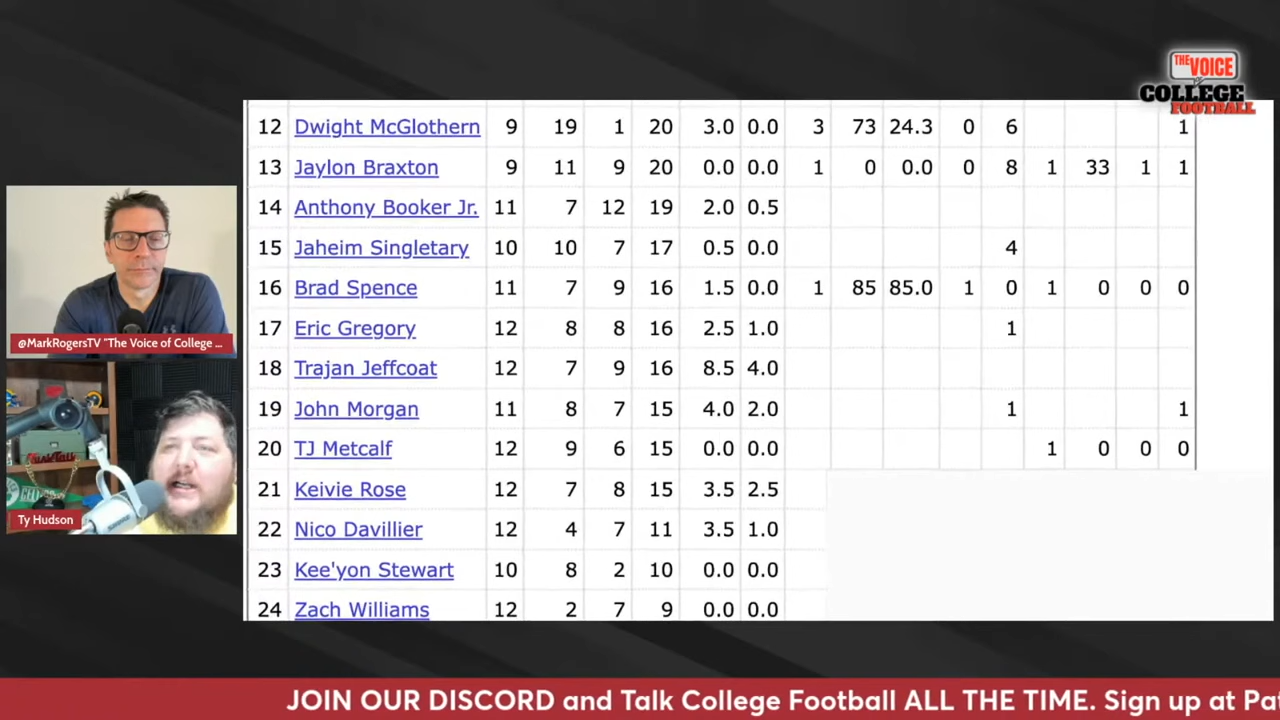 THE VOICE
of
COLLEGE
FOOTBALL
12 Dwight McGlothern 9 19 1 20 3.0 0.0 3 73 24.3 0 6 1
13 Jaylon Braxton 9 11 9 20 0.0 0.0 1 0 0.0 0 8 1 33 1 1
14 Anthony Booker Jr. 11 7 12 19 2.0 0.5
15 Jaheim Singletary 10 10 7 17 0.5 0.0 4
16 Brad Spence 11 7 9 16 1.5 0.0 1 85 85.0 1 0 1 0 0 0
17 Eric Gregory 12 8 8 16 2.5 1.0 1
18 Trajan Jeffcoat 12 7 9 16 8.5 4.0
19 John Morgan 11 8 7 15 4.0 2.0 1 1
20 TJ Metcalf 12 9 6 15 0.0 0.0 1 0 0 0
21 Keivie Rose 12 7 8 15 3.5 2.5
22 Nico Davillier 12 4 7 11 3.5 1.0
23 Kee'yon Stewart 10 8 2 10 0.0 0.0
24 Zach Williams 12 2 7 9 0.0 0.0
@MarkRogersTV "The Voice of College ...
Ty Hudson
JOIN OUR DISCORD and Talk College Football ALL THE TIME. Sign up at Pat